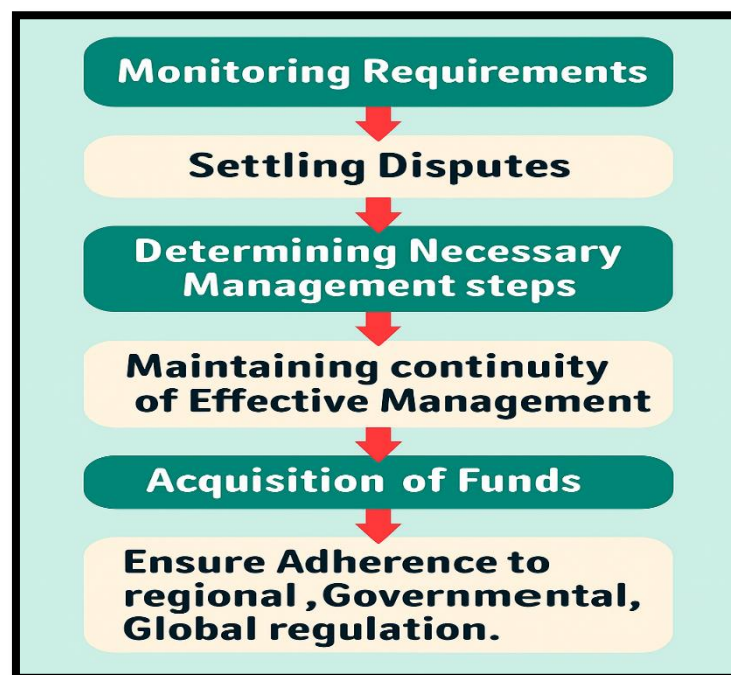 Monitoring Requirements
Settling Disputes
Determining Necessary
Management steps
Maintaining continuity
of Effective Management
Acquisition of Funds
Ensure Adherence to
regional ,Governmental,
Global regulation.